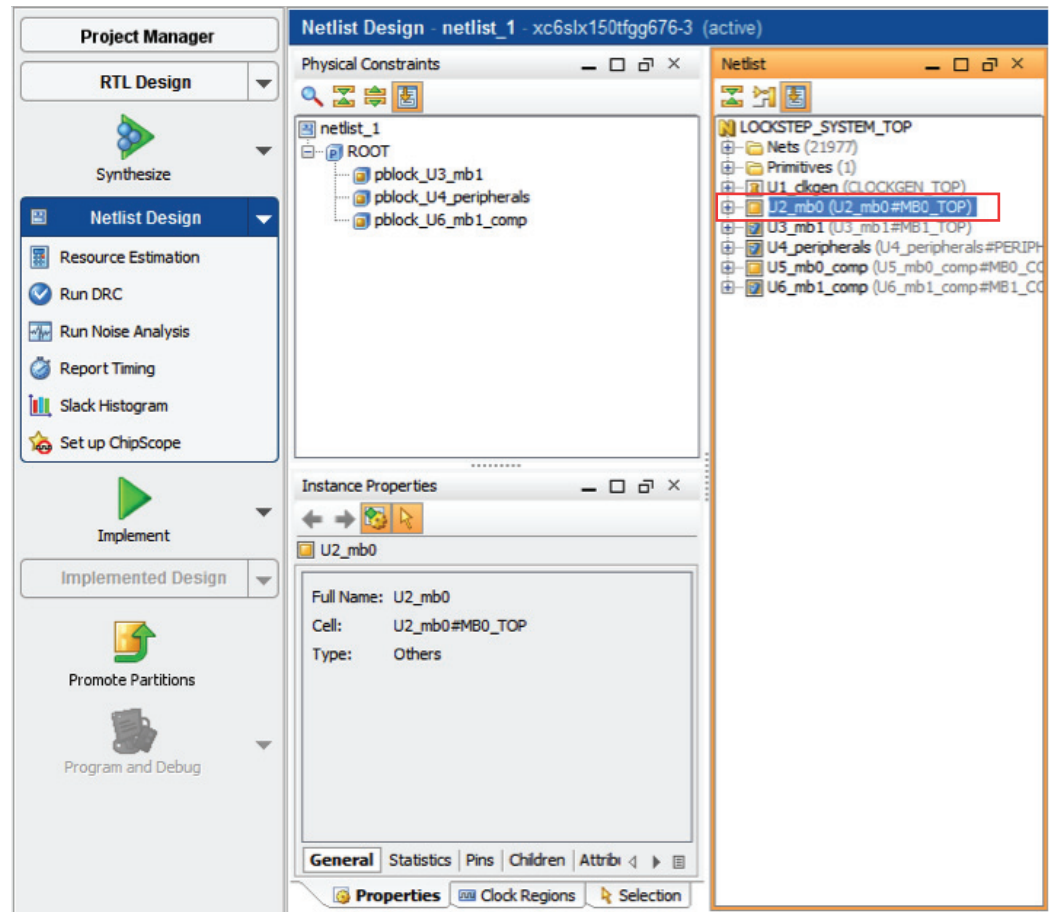 Project Manager
RTL Design
Synthesize
Netlist Design
Resource Estimation
Run DRC
Run Noise Analysis
Report Timing
Slack Histogram
Set up ChipScope
Implement
Implemented Design
Promote Partitions
Program and Debug
Netlist Design - netlist_1 - xc6slx150tfgg676-3 (active)
Physical Constraints
netlist_1
ROOT
pblock_U3_mb1
pblock_U4_peripherals
pblock_U6_mb1_comp
Instance Properties
U2_mb0
Full Name: U2_mb0
Cell: U2_mb0#MB0_TOP
Type: Others
General Statistics Pins Children Attrib
Properties Clock Regions Selection
Netlist
LOCKSTEP_SYSTEM_TOP
Nets (21977)
Primitives (1)
U1_clkgen (CLOCKGEN_TOP)
U2_mb0 (U2_mb0#MB0_TOP)
U3_mb1 (U3_mb1#MB1_TOP)
U4_peripherals (U4_peripherals#PERIPH
U5_mb0_comp (U5_mb0_comp#MB0_CO
U6_mb1_comp (U6_mb1_comp#MB1_CO